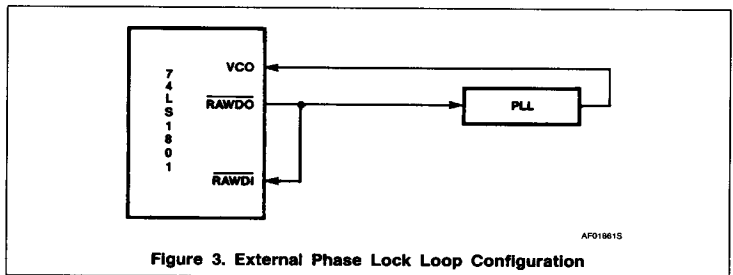 74LS1801
VCO
RAWDO
PLL
RAWDI
AF01861S
Figure 3. External Phase Lock Loop Configuration